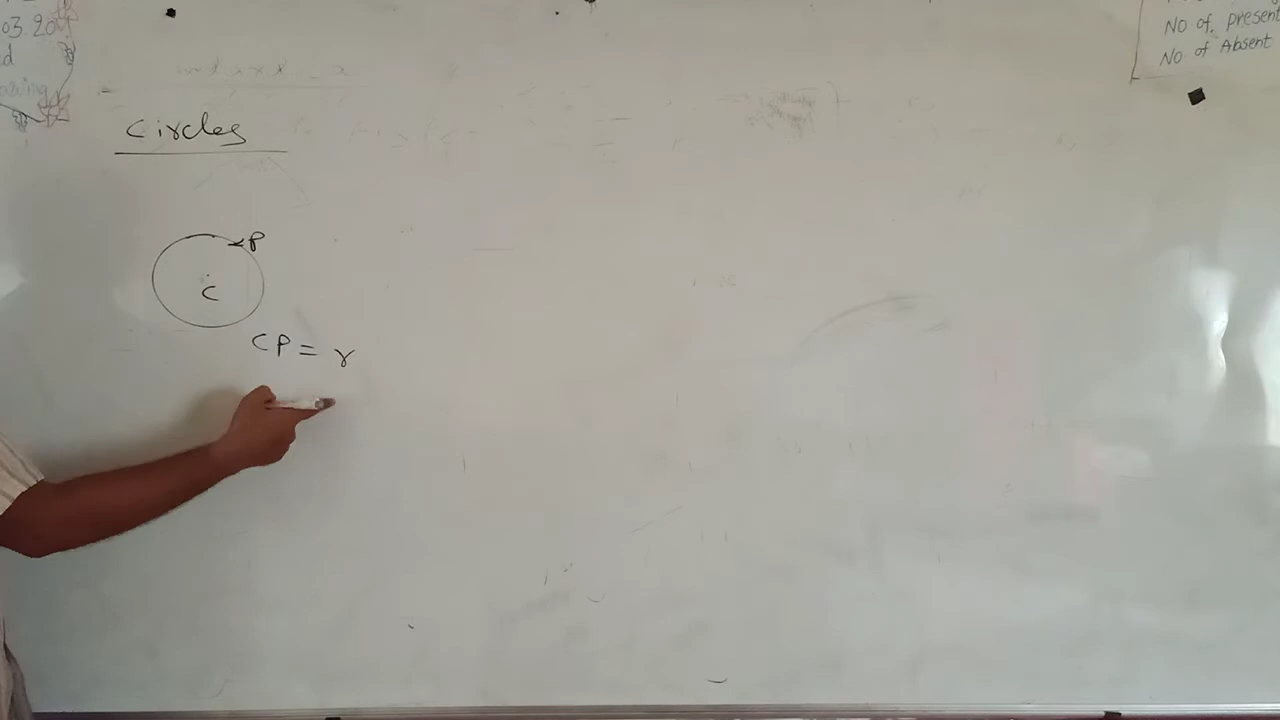 03.20
d
No of. present
No of Absent
Circles
P
C
CP = r